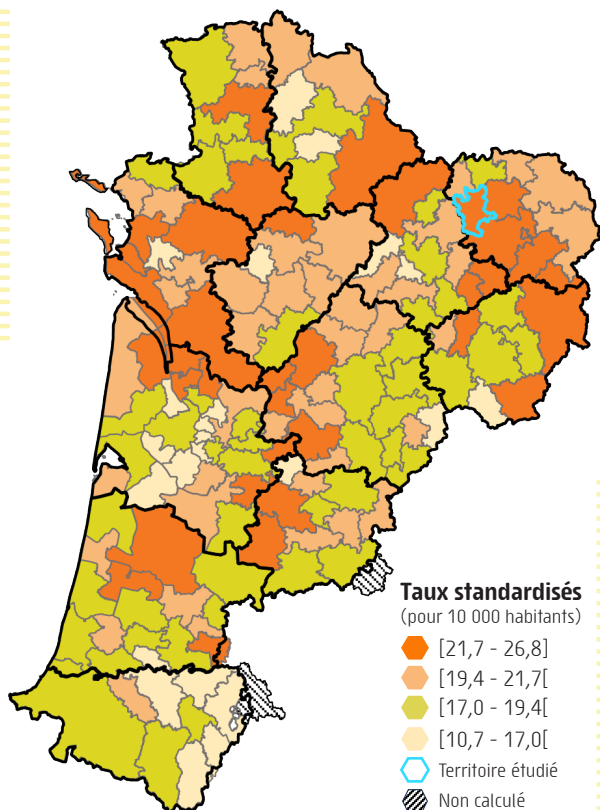 Taux standardisés
(pour 10 000 habitants)
[21,7 - 26,8]
[19,4 - 21,7[
[17,0 - 19,4[
[10,7 - 17,0[
Territoire étudié
Non calculé